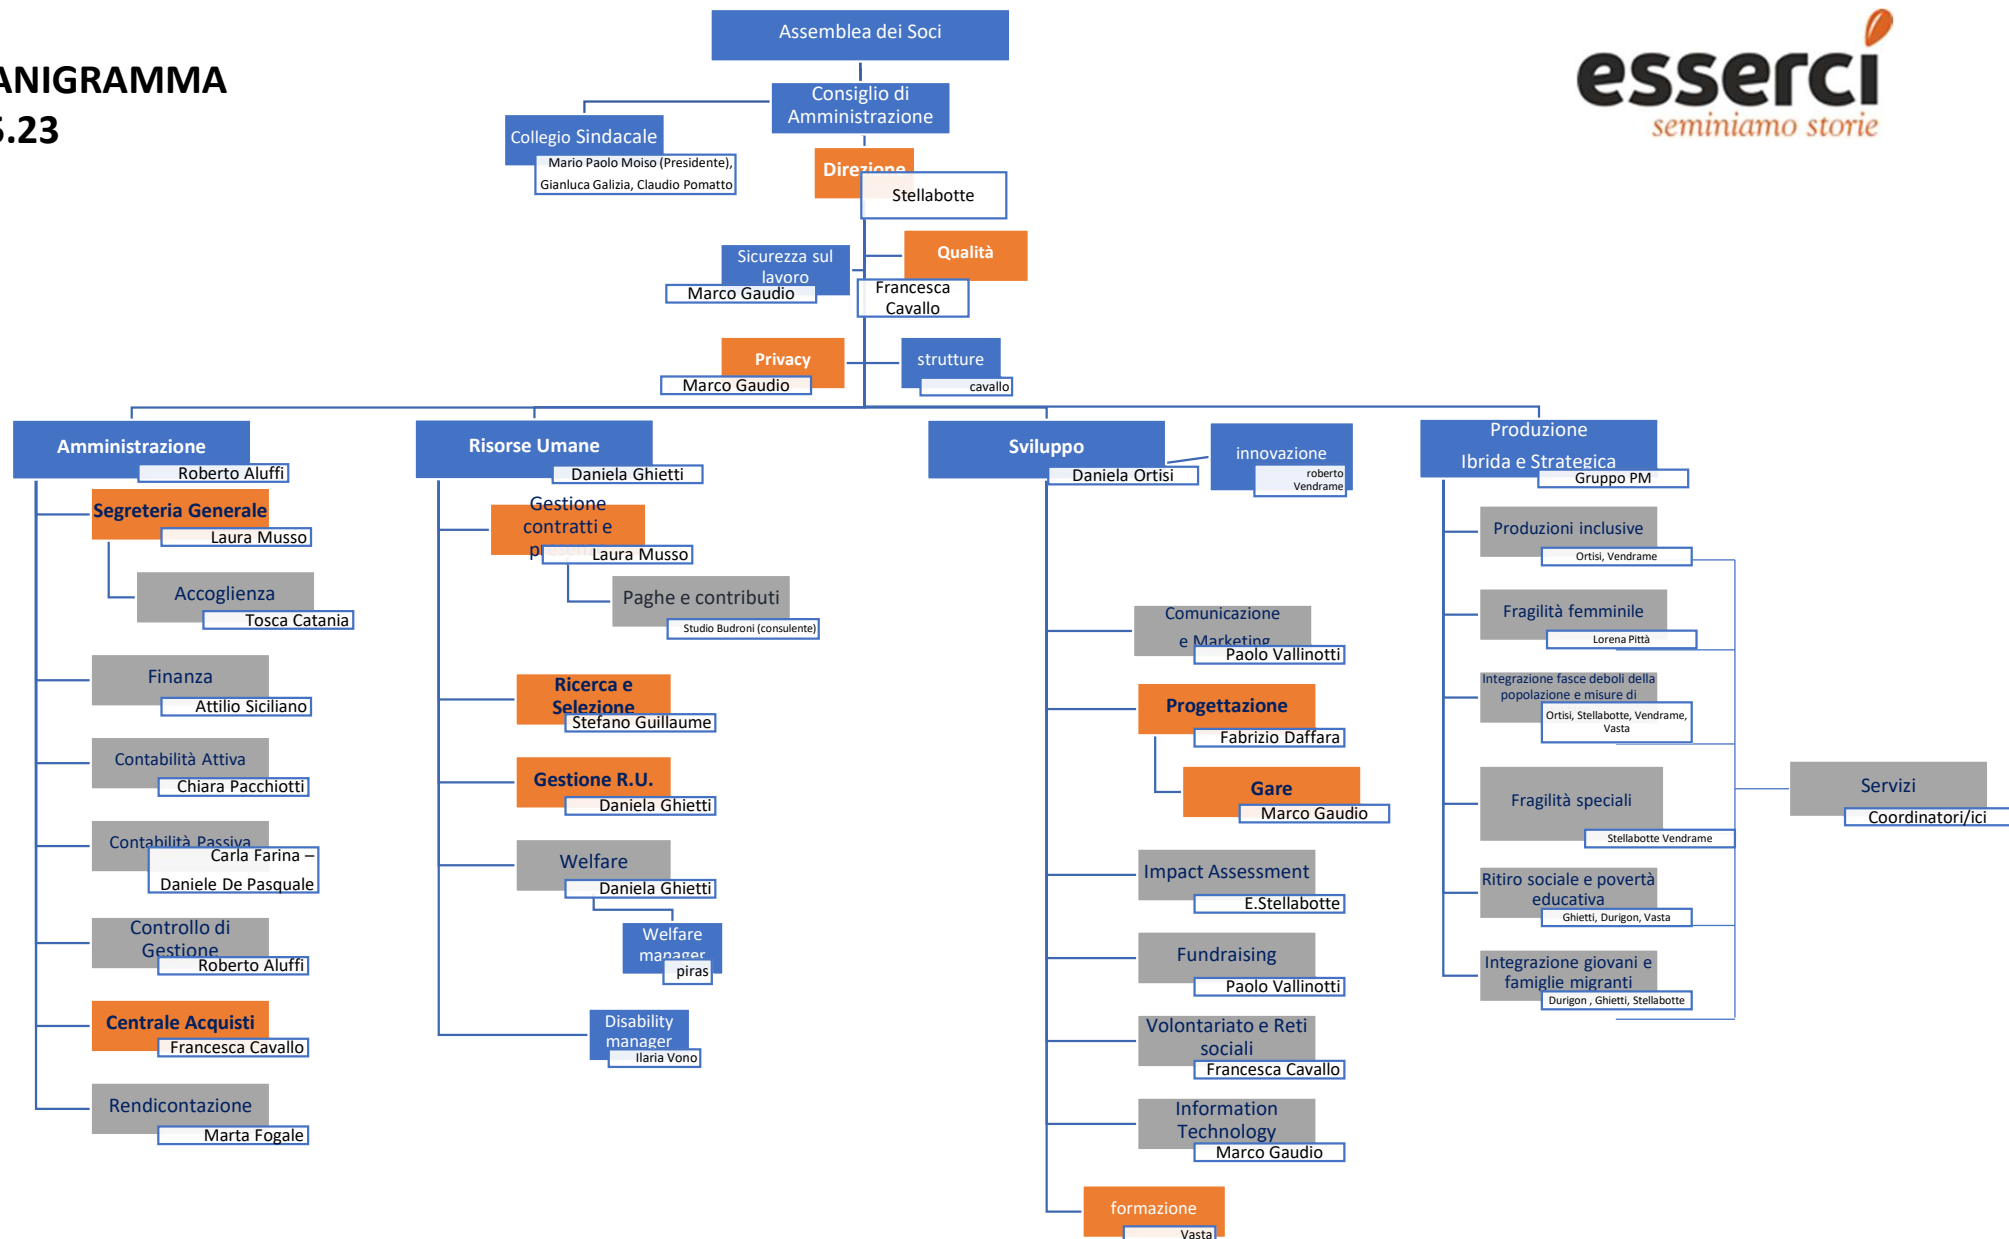 ANIGRAMMA
.23
esserci
seminiamo storie
Assemblea dei Soci
Consiglio di
Amministrazione
Collegio Sindacale
Mario Paolo Moiso (Presidente),
Gianluca Galizia, Claudio Pomatto
Direzione
Stellabotte
Sicurezza sul
lavoro
Marco Gaudio
Qualità
Francesca
Cavallo
Privacy
Marco Gaudio
strutture
cavallo
Amministrazione
Roberto Aluffi
Segreteria Generale
Laura Musso
Accoglienza
Tosca Catania
Finanza
Attilio Siciliano
Contabilità Attiva
Chiara Pacchiotti
Contabilità Passiva
Carla Farina –
Daniele De Pasquale
Controllo di
Gestione
Roberto Aluffi
Centrale Acquisti
Francesca Cavallo
Rendicontazione
Marta Fogale
Risorse Umane
Daniela Ghietti
Gestione
contratti e
Laura Musso
Paghe e contributi
Studio Budroni (consulente)
Ricerca e
Selezione
Stefano Guillaume
Gestione R.U.
Daniela Ghietti
Welfare
Daniela Ghietti
Welfare
manager
piras
Disability
manager
Ilaria Vono
Sviluppo
Daniela Ortisi
innovazione
roberto
Vendrame
Comunicazione
e Marketing
Paolo Vallinotti
Progettazione
Fabrizio Daffara
Gare
Marco Gaudio
Impact Assessment
E.Stellabotte
Fundraising
Paolo Vallinotti
Volontariato e Reti
sociali
Francesca Cavallo
Information
Technology
Marco Gaudio
formazione
Vasta
Produzione
Ibrida e Strategica
Gruppo PM
Produzioni inclusive
Ortisi, Vendrame
Fragilità femminile
Lorena Pittà
Integrazione fasce deboli della
popolazione e misure di
Ortisi, Stellabotte, Vendrame,
Vasta
Fragilità speciali
Stellabotte Vendrame
Ritiro sociale e povertà
educativa
Ghietti, Durigon, Vasta
Integrazione giovani e
famiglie migranti
Durigon , Ghietti, Stellabotte
Servizi
Coordinatori/ici